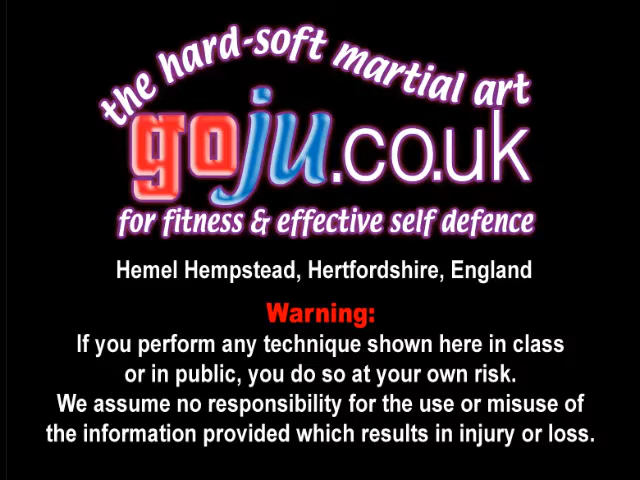 the hard-soft martial art
goju.co.uk
for fitness & effective self defence
Hemel Hempstead, Hertfordshire, England
Warning:
If you perform any technique shown here in class
or in public, you do so at your own risk.
We assume no responsibility for the use or misuse of
the information provided which results in injury or loss.